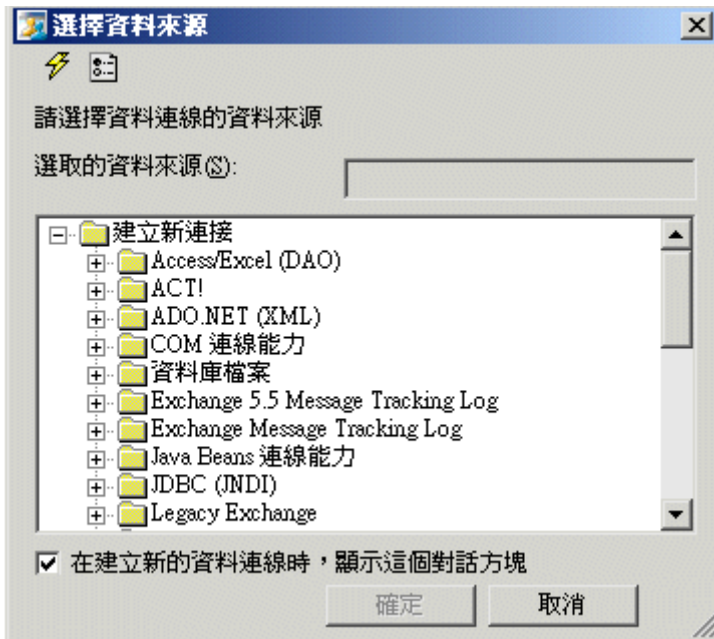 選擇資料來源
請選擇資料連線的資料來源
選取的資料來源(S):
建立新連接
Access/Excel (DAO)
ACT!
ADO.NET (XML)
COM 連線能力
資料庫檔案
Exchange 5.5 Message Tracking Log
Exchange Message Tracking Log
Java Beans 連線能力
JDBC (JNDI)
Legacy Exchange
在建立新的資料連線時，顯示這個對話方塊
確定 取消